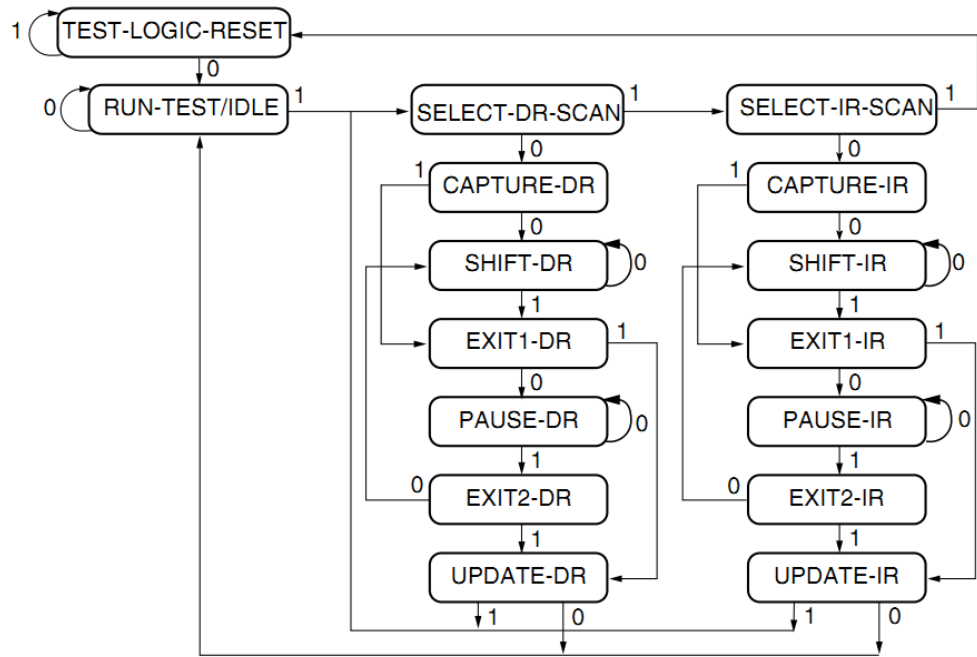 1 TEST-LOGIC-RESET
0
0 RUN-TEST/IDLE 1 SELECT-DR-SCAN 1 SELECT-IR-SCAN 1
0 0
1 CAPTURE-DR 1 CAPTURE-IR
0 0
SHIFT-DR 0 SHIFT-IR 0
1 1
EXIT1-DR 1 EXIT1-IR 1
0 0
PAUSE-DR 0 PAUSE-IR 0
1 1
0 EXIT2-DR 0 EXIT2-IR
1 1
UPDATE-DR UPDATE-IR
1 0 1 0